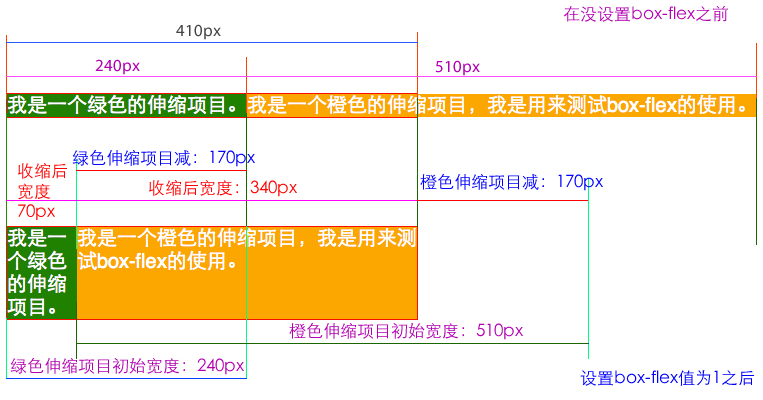 在没设置box-flex之前
410px
240px
510px
我是一个绿色的伸缩项目。
我是一个橙色的伸缩项目，我是用来测试box-flex的使用。
绿色伸缩项目减：170px
收缩后
宽度
70px
收缩后宽度：340px
橙色伸缩项目减：170px
我是一
个绿色
的伸缩
项目。
我是一个橙色的伸缩项目，我是用来测
试box-flex的使用。
橙色伸缩项目初始宽度：510px
绿色伸缩项目初始宽度：240px
设置box-flex值为1之后